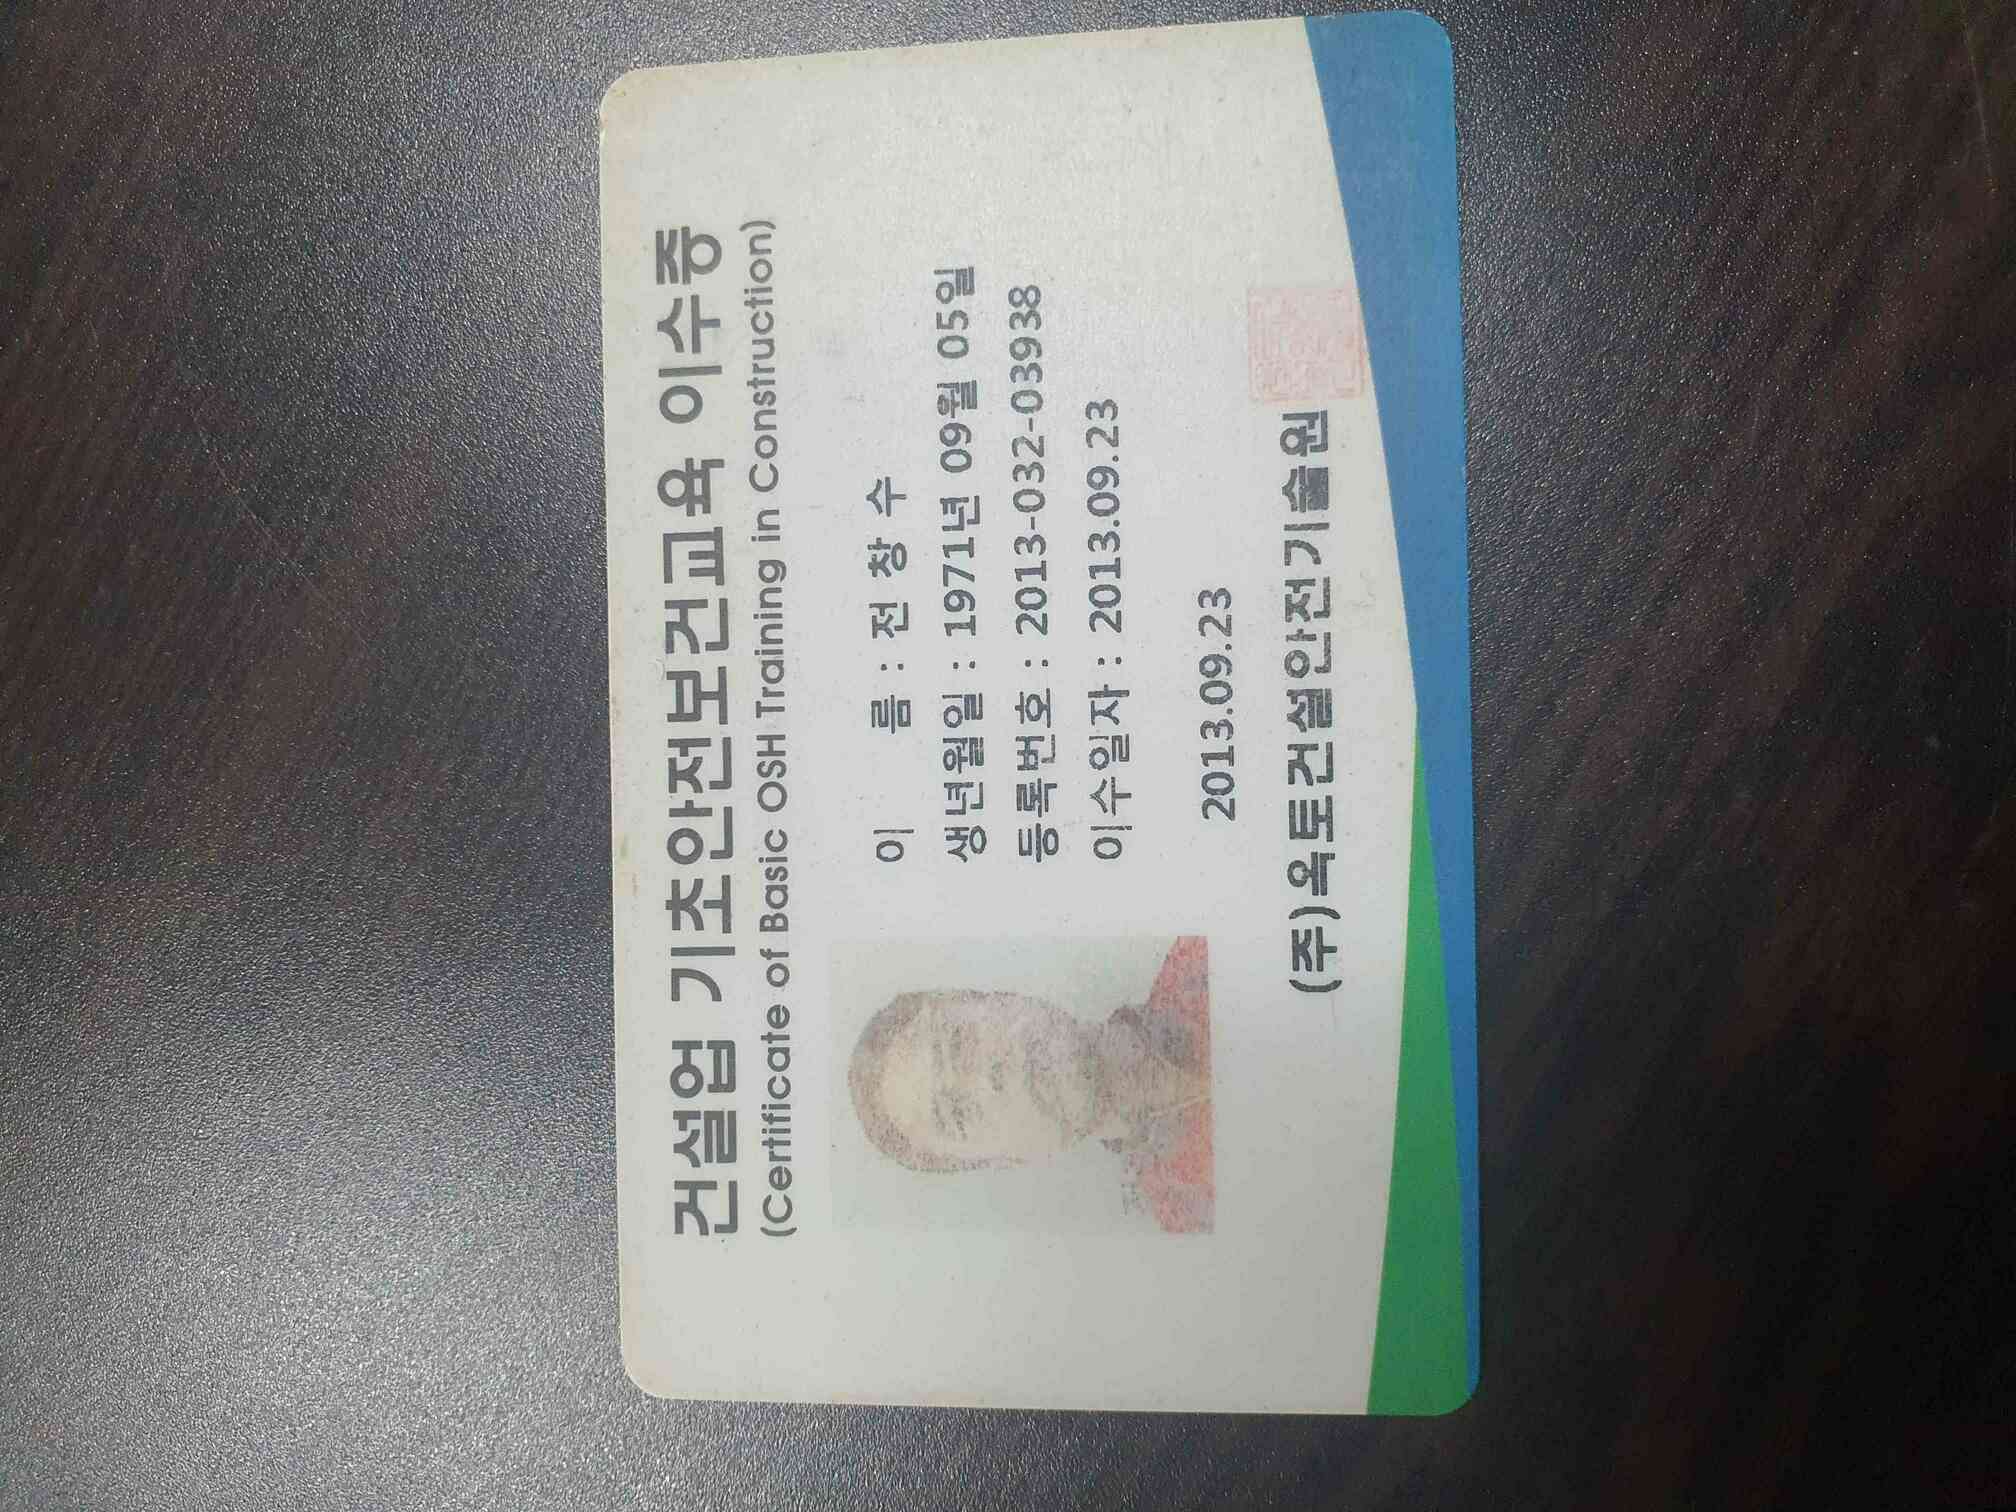 건설업 기초안전보건교육 이수증
(Certificate of Basic OSH Training in Construction)
이 름 : 전 창 수
생년월일 : 1971년 09월 05일
등록번호 : 2013-032-03938
이수일자 : 2013.09.23
2013.09.23
(주)옥토건설안전기술원